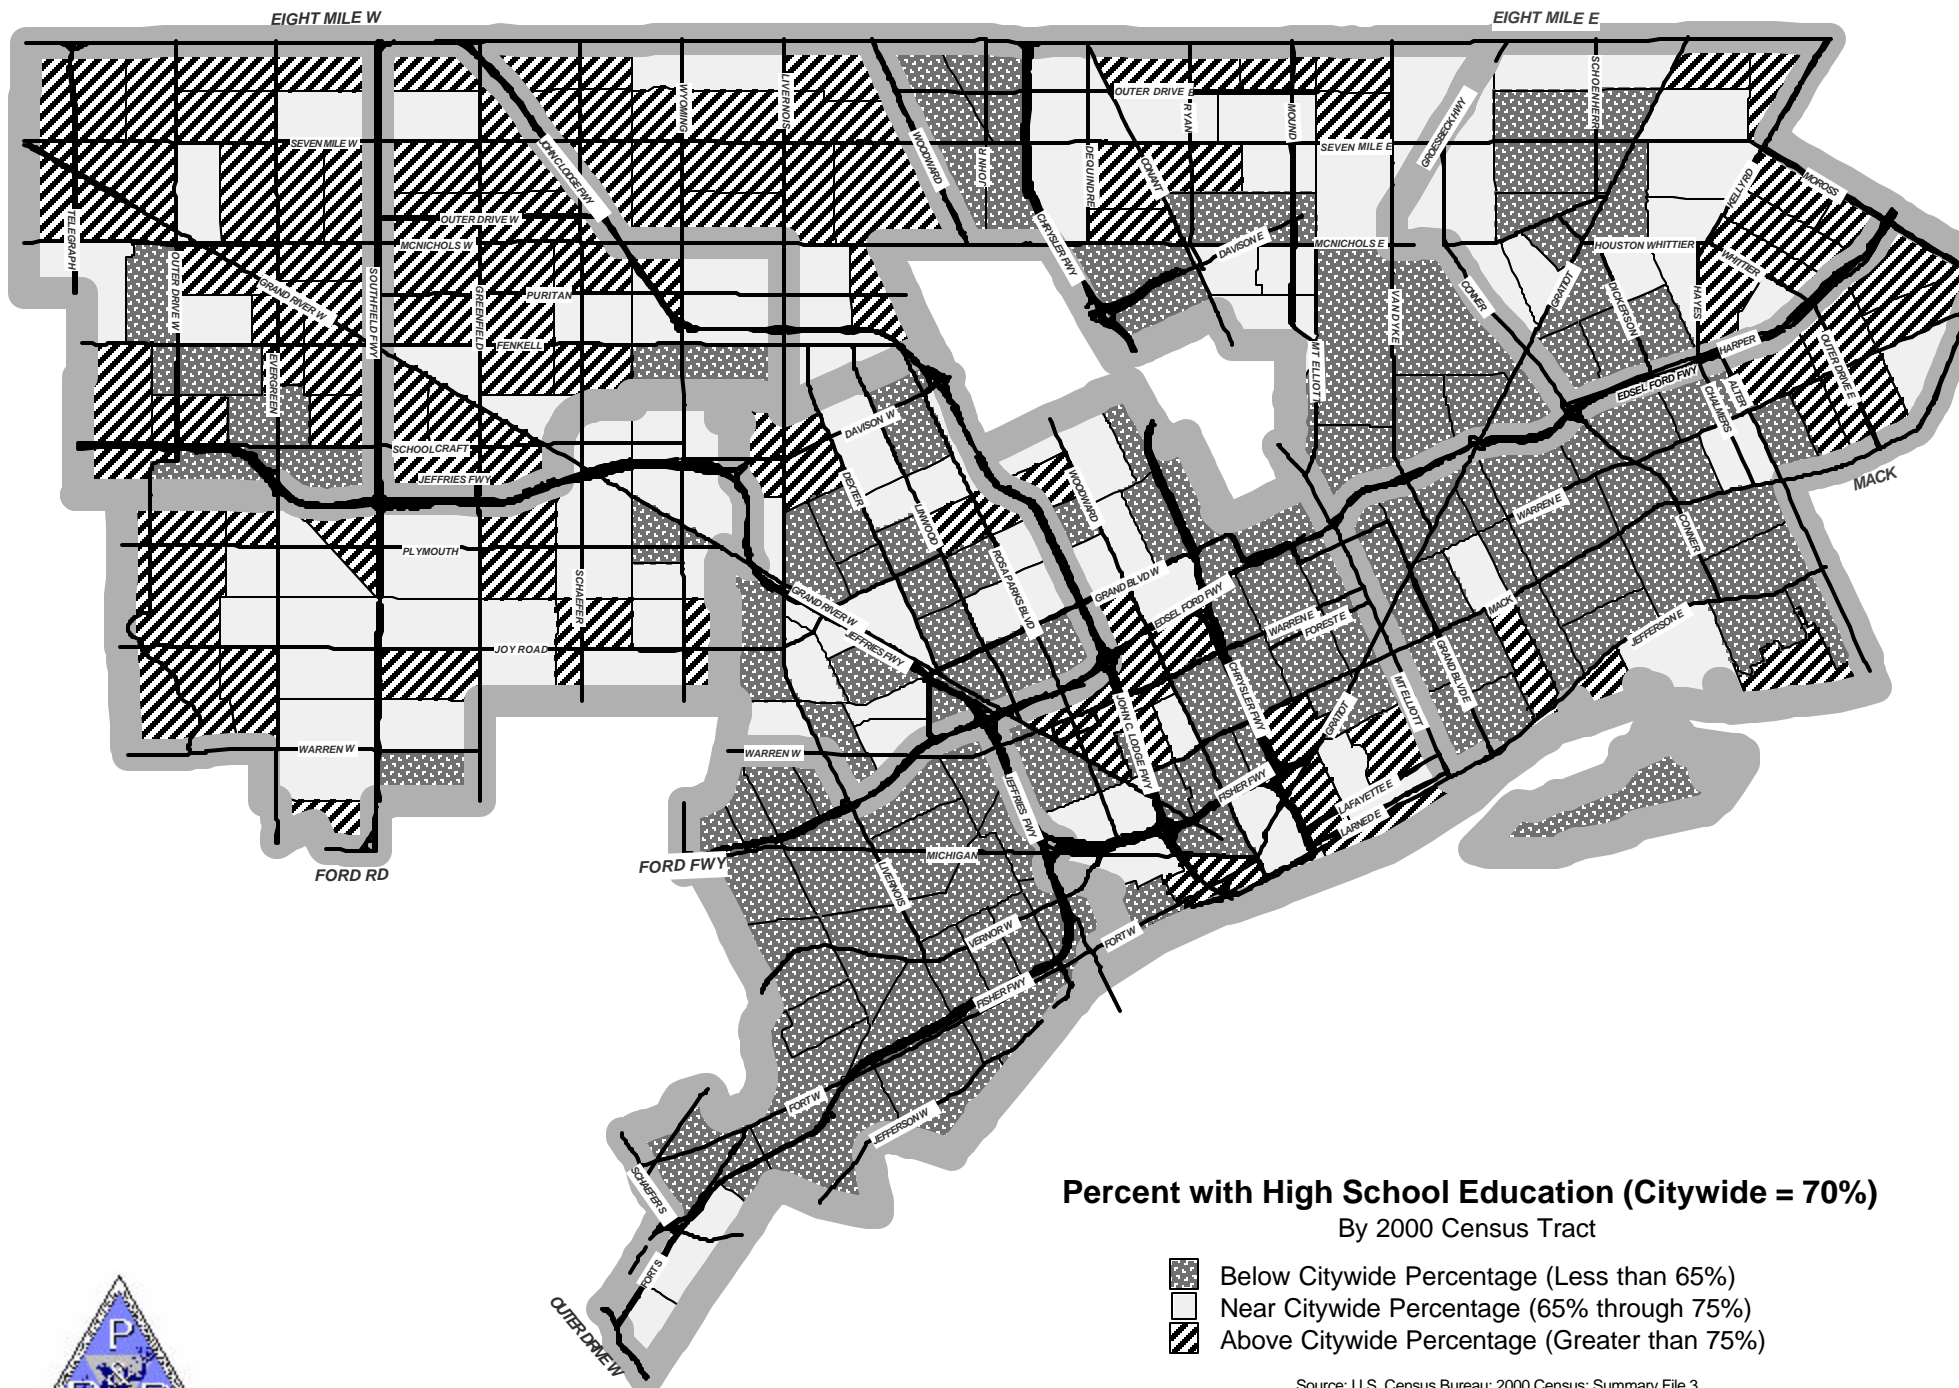 EIGHT MILE W
EIGHT MILE E
OUTER DRIVE E
SCHOENHERR
WYOMING
LIVERNOIS
RYAN
MOUND
GROESBECK HWY
SEVEN MILE W
JOHN C LODGE FWY
WOODWARD
JOHN R
DEQUINDRE
CONANT
SEVEN MILE E
KELLY RD
MOROSS
TELEGRAPH
OUTER DRIVE W
MCNICHOLS W
CHRYSLER FWY
DAVISON E
MCNICHOLS E
HOUSTON WHITTIER
WHITTIER
OUTER DRIVE W
GRAND RIVER W
SOUTHFIELD FWY
GREENFIELD
PURITAN
VAN DYKE
CONNER
GRATIOT
DICKERSON
HAYES
FENKELL
HARPER
OUTER DRIVE E
EVERGREEN
MT ELLIOTT
EDSEL FORD FWY
ALTER
CHALMERS
DAVISON W
SCHOOLCRAFT
JEFFRIES FWY
DEXTER
LINWOOD
WOODWARD
MACK
WARREN E
CONNER
PLYMOUTH
SCHAEFER
ROSA PARKS BLVD
GRAND BLVD W
EDSEL FORD FWY
GRAND RIVER W
JEFFRIES FWY
WARREN E
FOREST E
MACK
JEFFERSON E
JOY ROAD
CHRYSLER FWY
GRAND BLVD E
MT ELLIOTT
GRATIOT
JOHN C. LODGE FWY
WARREN W
WARREN W
JEFFRIES FWY
FISHER FWY
LAFAYETTE E
LARNED E
FORD RD
FORD FWY
MICHIGAN
LIVERNOIS
VERNOR W
FORT W
FISHER FWY
FORT W
JEFFERSON W
SCHAEFER S
FORT S
OUTER DRIVE W
Percent with High School Education (Citywide = 70%)
By 2000 Census Tract
Below Citywide Percentage (Less than 65%)
Near Citywide Percentage (65% through 75%)
Above Citywide Percentage (Greater than 75%)
Source: U.S. Census Bureau; 2000 Census; Summary File 3
P
&